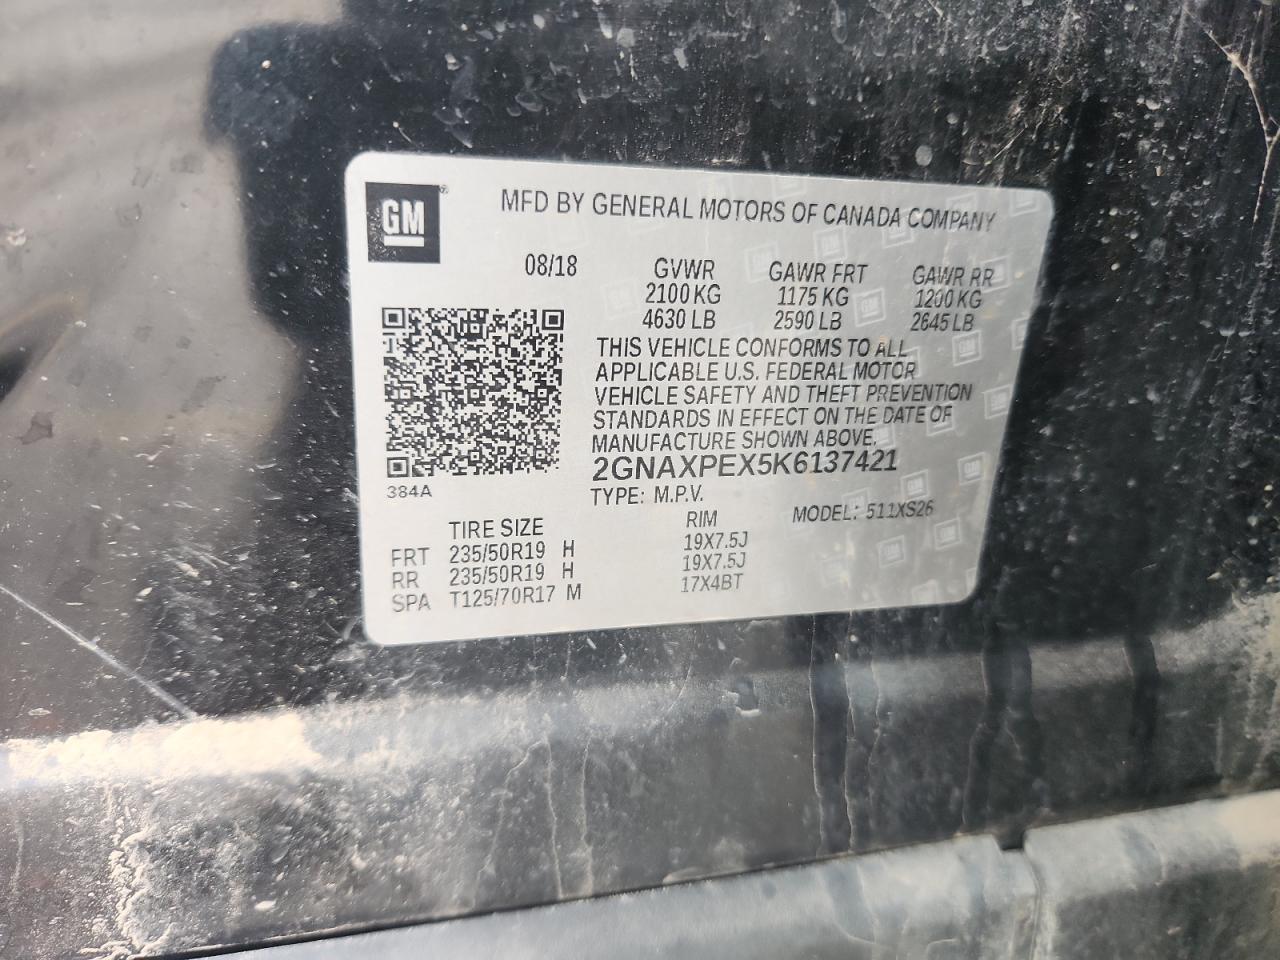 GM
MFD BY GENERAL MOTORS OF CANADA COMPANY
08/18 GVWR GAWR FRT GAWR RR
2100 KG 1175 KG 1200 KG
4630 LB 2590 LB 2645 LB
THIS VEHICLE CONFORMS TO ALL
APPLICABLE U.S. FEDERAL MOTOR
VEHICLE SAFETY AND THEFT PREVENTION
STANDARDS IN EFFECT ON THE DATE OF
MANUFACTURE SHOWN ABOVE.
2GNAXPEX5K6137421
384A
TYPE: M.P.V. MODEL: 511XS26
TIRE SIZE RIM
FRT 235/50R19 H 19X7.5J
RR 235/50R19 H 19X7.5J
SPA T125/70R17 M 17X4BT